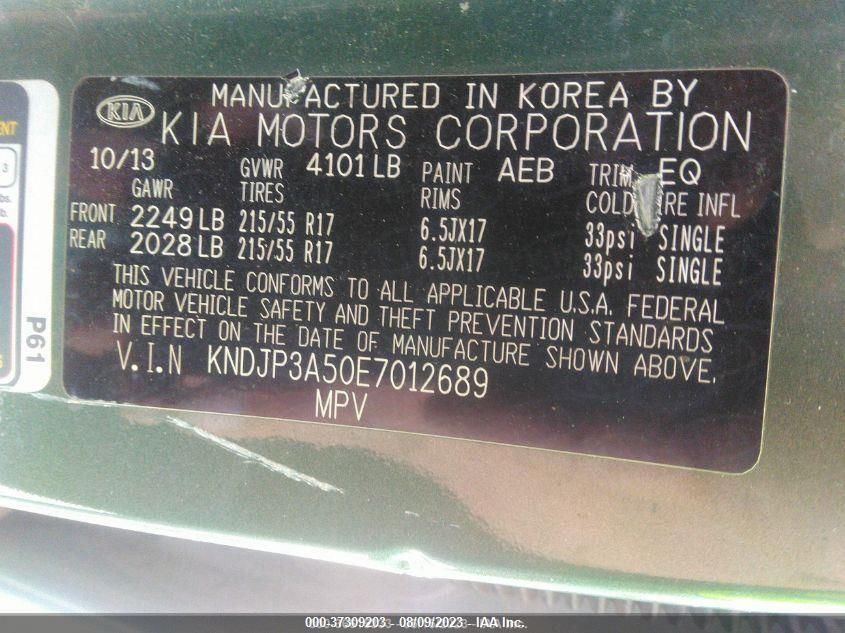 KIA
MANUFACTURED IN KOREA BY
KIA MOTORS CORPORATION
10/13 GVWR 4101 LB PAINT AEB TRIM EQ
GAWR TIRES RIMS COLD IRE INFL
FRONT 2249 LB 215/55 R17 6.5JX17 33psi SINGLE
REAR 2028 LB 215/55 R17 6.5JX17 33psi SINGLE
THIS VEHICLE CONFORMS TO ALL APPLICABLE U.S.A. FEDERAL
MOTOR VEHICLE SAFETY AND THEFT PREVENTION STANDARDS
IN EFFECT ON THE DATE OF MANUFACTURE SHOWN ABOVE.
V.I.N KNDJP3A50E7012689
MPV
P61
000-37309203 - 08/09/2023 - IAA Inc.